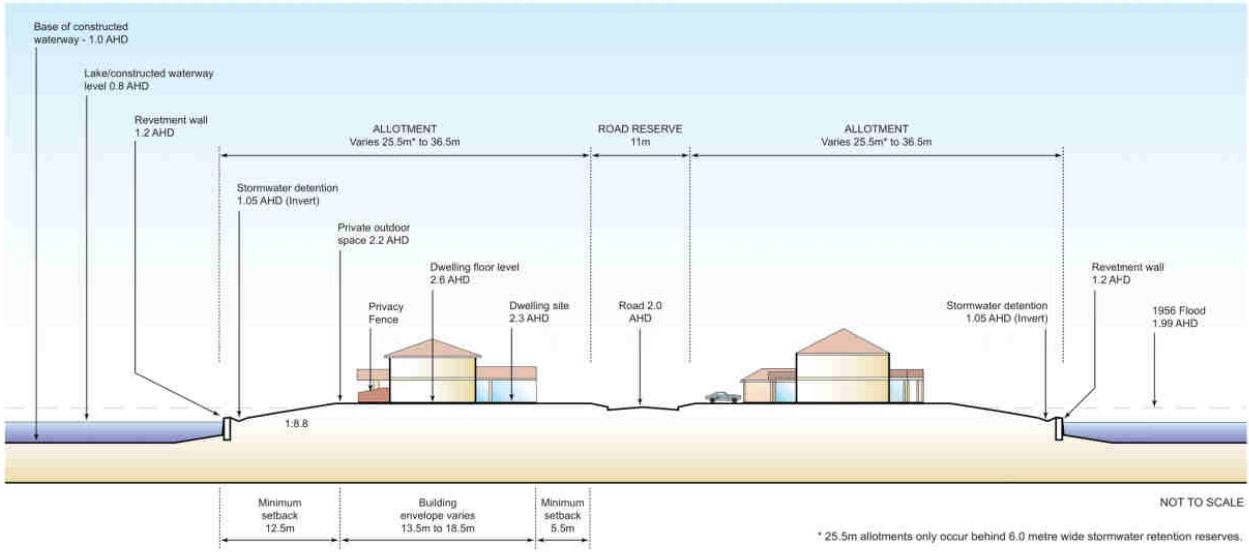 Base of constructed
waterway - 1.0 AHD
Lake/constructed waterway
level 0.8 AHD
Revetment wall
1.2 AHD
ALLOTMENT
Varies 25.5m* to 36.5m
ROAD RESERVE
11m
ALLOTMENT
Varies 25.5m* to 36.5m
Stormwater detention
1.05 AHD (Invert)
Private outdoor
space 2.2 AHD
Dwelling floor level
2.6 AHD
Privacy
Fence
Dwelling site
2.3 AHD
Road 2.0
AHD
Stormwater detention
1.05 AHD (Invert)
Revetment wall
1.2 AHD
1956 Flood
1.99 AHD
1:8.8
Minimum
setback
12.5m
Building
envelope varies
13.5m to 18.5m
Minimum
setback
5.5m
NOT TO SCALE
* 25.5m allotments only occur behind 6.0 metre wide stormwater retention reserves.